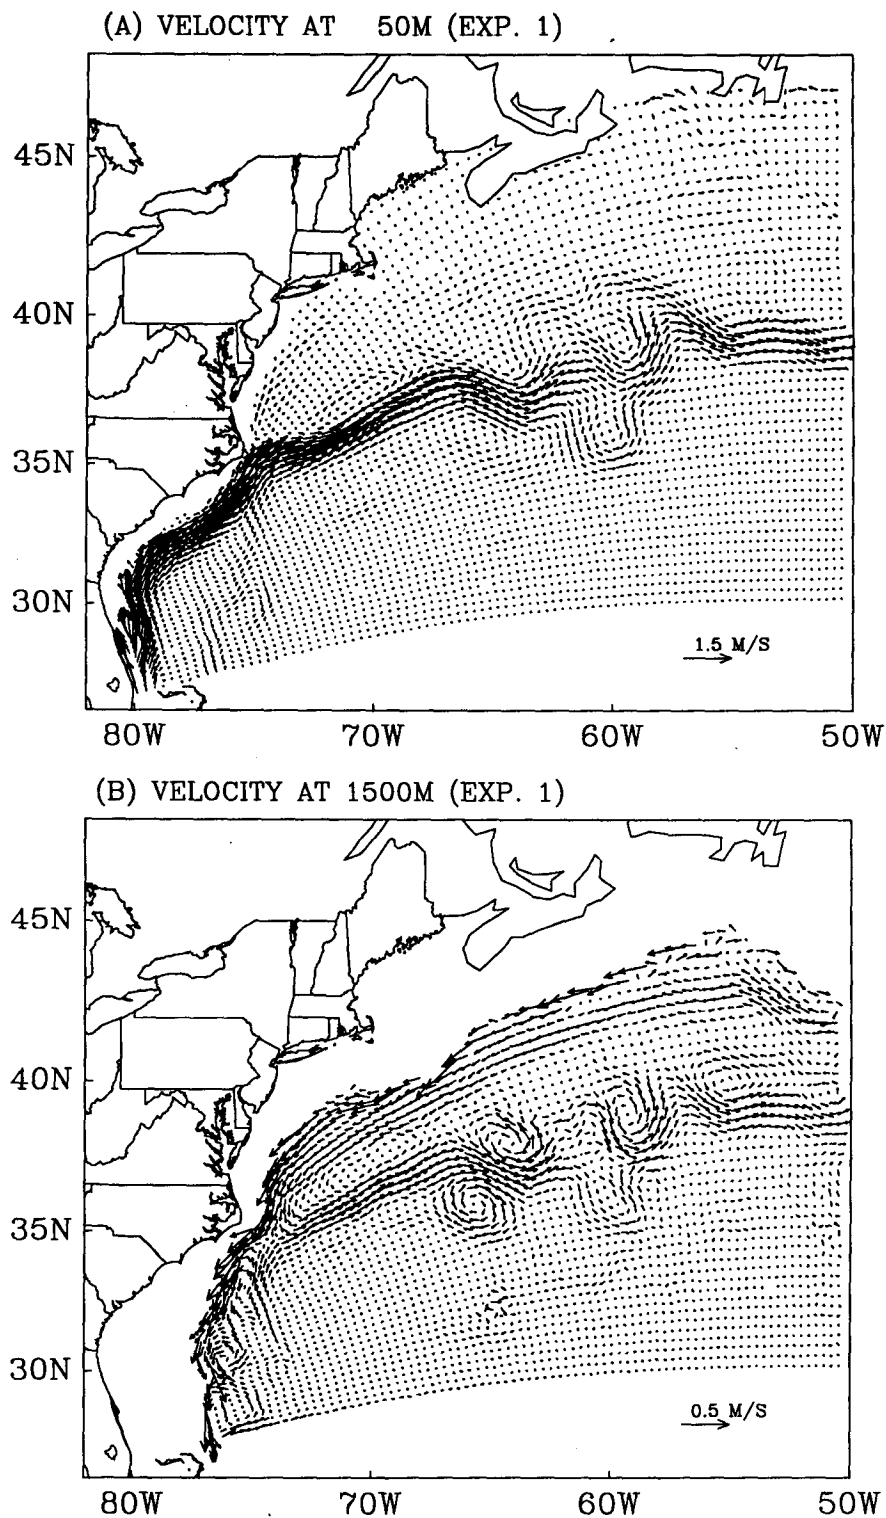 (A) VELOCITY AT 50M (EXP. 1)
45N
40N
35N
30N
1.5 M/S
80W 70W 60W 50W
(B) VELOCITY AT 1500M (EXP. 1)
45N
40N
35N
30N
0.5 M/S
80W 70W 60W 50W